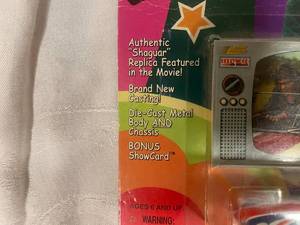 Authentic
"Shaguar"
Replica Featured
in the Movie!
Brand New
Casting!
Die-Cast Metal
Body AND
Chassis
BONUS
ShowCard™
AGES 6 AND UP
WARNING: